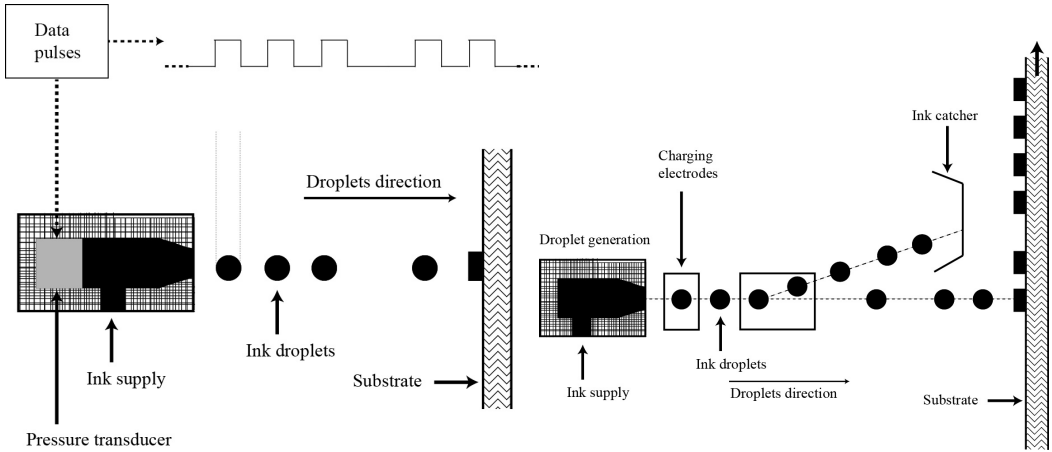 Data
pulses
Droplets direction
Ink droplets
Ink supply
Substrate
Pressure transducer
Ink catcher
Charging
electrodes
Droplet generation
Ink droplets
Ink supply
Droplets direction
Substrate